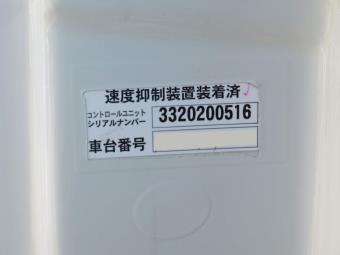 速度抑制装置装着済♪
コントロールユニット
シリアルナンバー 3320200516
車台番号